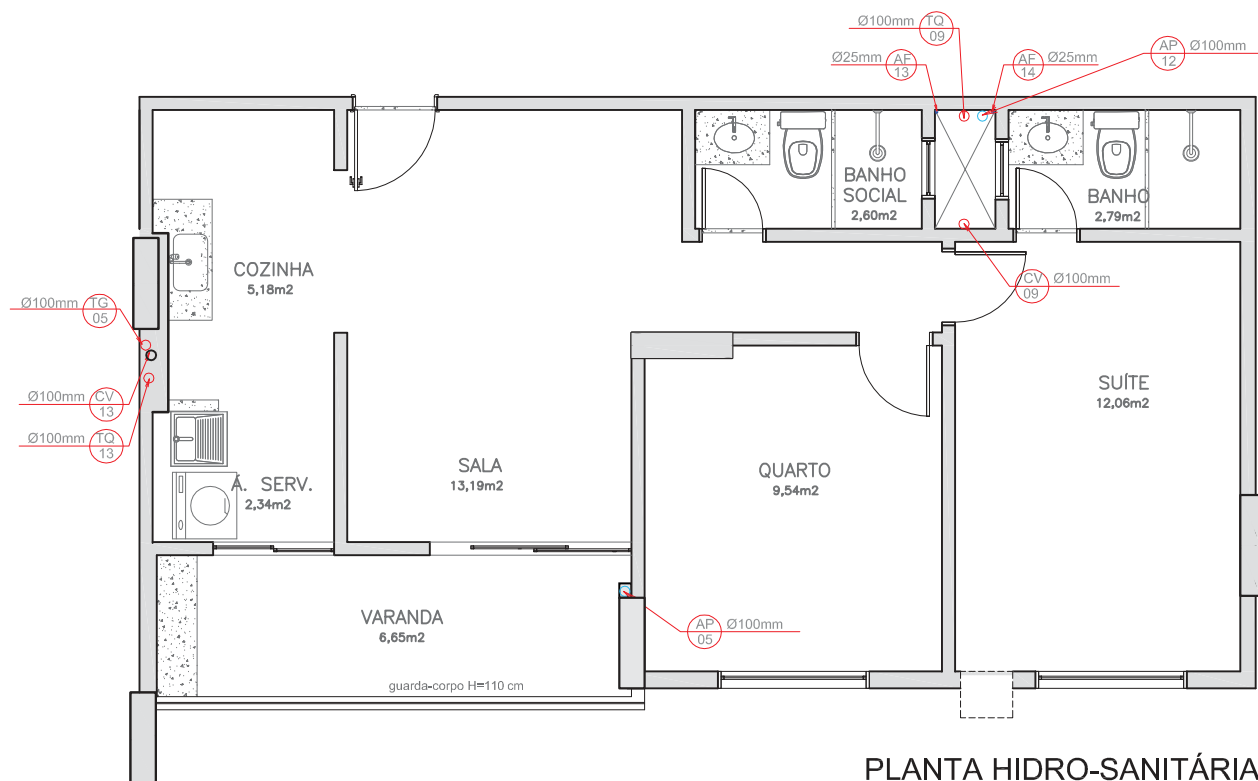 Ø100mm TQ
09
AP Ø100mm
12
Ø25mm AF
13
AF Ø25mm
14
BANHO
SOCIAL
2,60m2
BANHO
2,79m2
COZINHA
5,18m2
CV Ø100mm
09
Ø100mm TG
05
SUÍTE
12,06m2
Ø100mm CV
13
Ø100mm TQ
13
SALA
13,19m2
QUARTO
9,54m2
Á. SERV.
2,34m2
VARANDA
6,65m2
AP Ø100mm
05
guarda-corpo H=110 cm
PLANTA HIDRO-SANITÁRIA